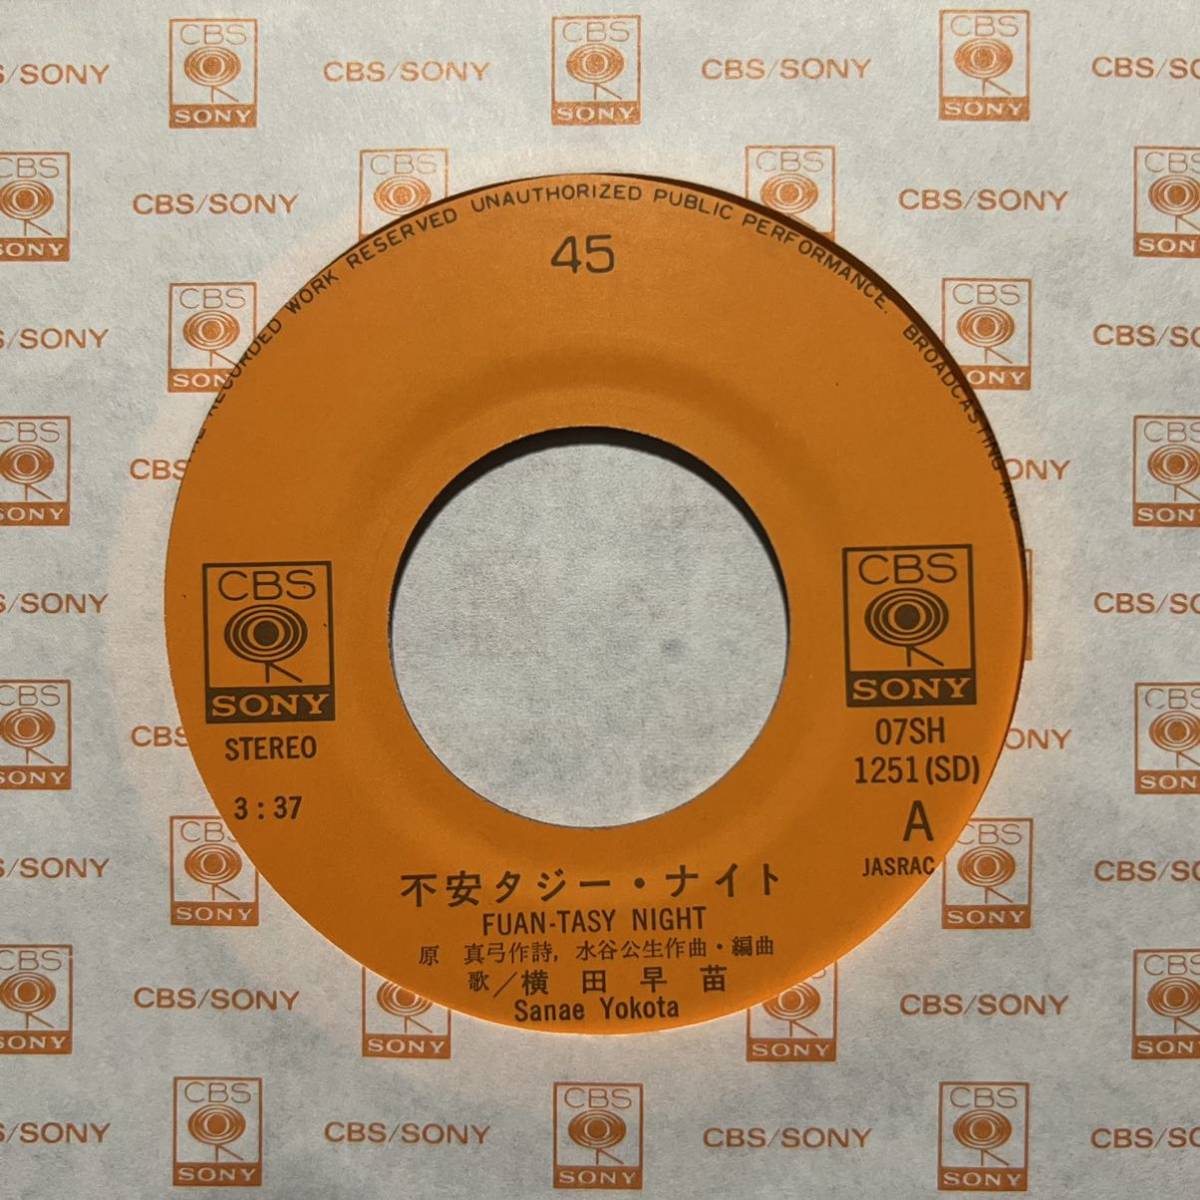 RECORDED WORK RESERVED UNAUTHORIZED PUBLIC PERFORMANCE. BROADCASTING AND
45
CBS
SONY
STEREO
3:37
CBS
SONY
07SH
1251(SD)
A
JASRAC
不安タジー・ナイト
FUAN-TASY NIGHT
原 真弓作詩, 水谷公生作曲・編曲
歌／横田早苗
Sanae Yokota
CBS/SONY
CBS
SONY